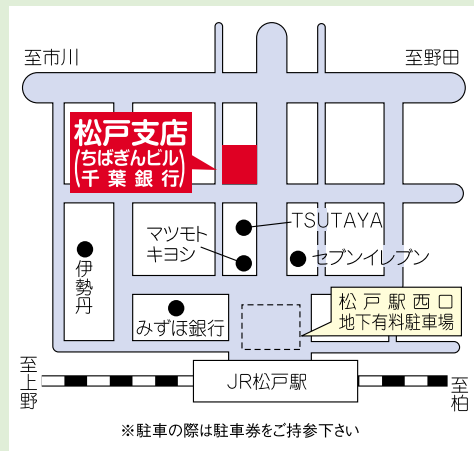 至市川
至野田
松戸支店
(ちばぎんビル)
(千葉銀行)
TSUTAYA
マツモト
キヨシ
セブンイレブン
伊勢丹
松戸駅西口
地下有料駐車場
みずほ銀行
至上野
JR松戸駅
至柏
※駐車の際は駐車券をご持参下さい